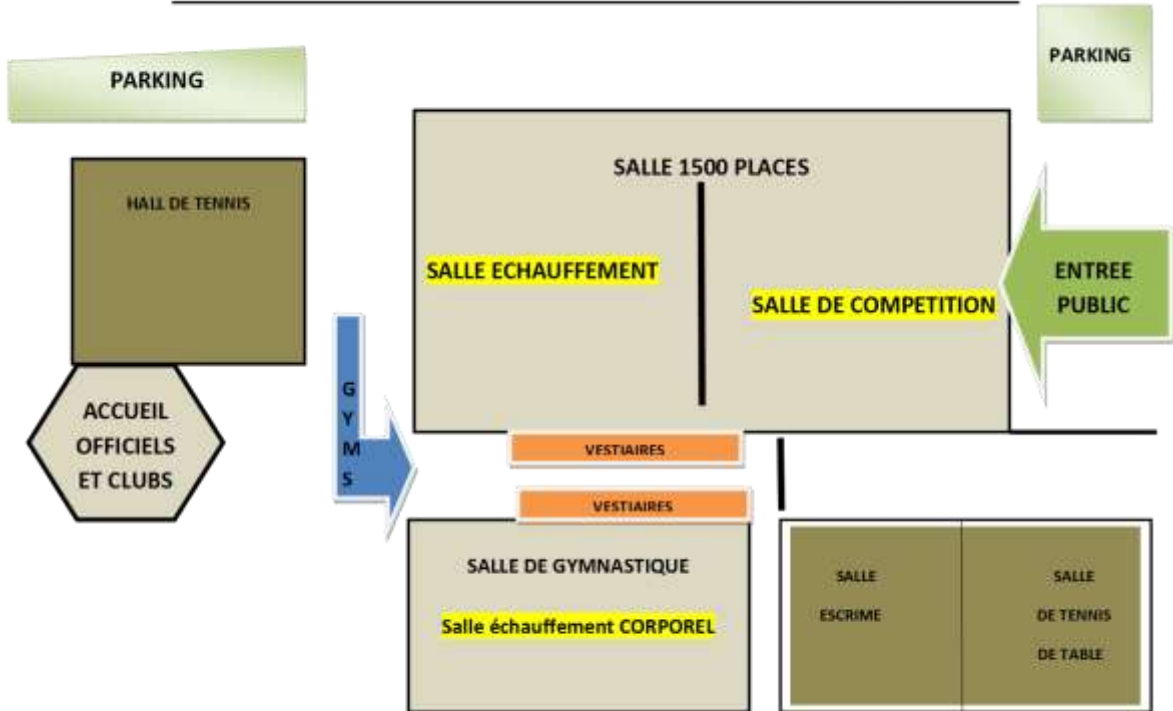 PARKING
PARKING
HALL DE TENNIS
SALLE 1500 PLACES
SALLE ECHAUFFEMENT
SALLE DE COMPETITION
ENTREE
PUBLIC
ACCUEIL
OFFICIELS
ET CLUBS
GYMS
VESTIAIRES
VESTIAIRES
SALLE DE GYMNASTIQUE
Salle échauffement CORPOREL
SALLE
ESCRIME
SALLE
DE TENNIS
DE TABLE